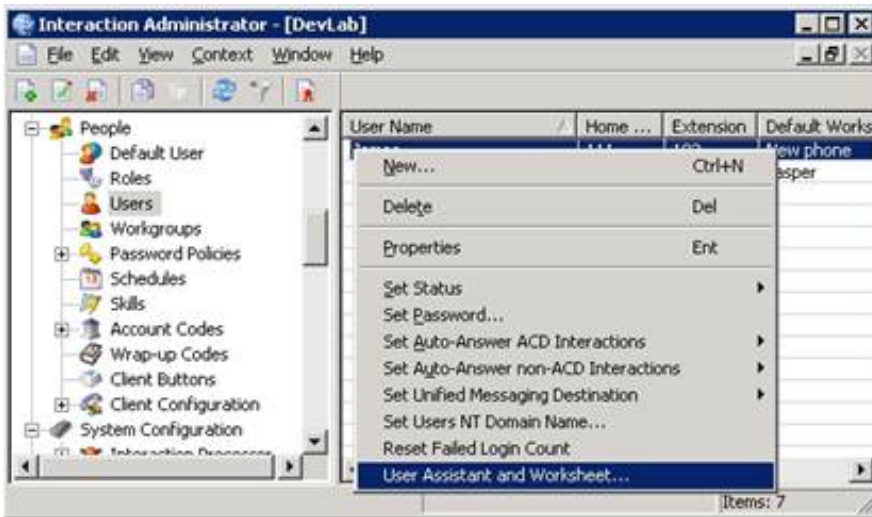 Interaction Administrator - [DevLab]
File Edit View Context Window Help
People
Default User
Roles
Users
Workgroups
Password Policies
Schedules
Skills
Account Codes
Wrap-up Codes
Client Buttons
Client Configuration
System Configuration
Interaction Processor
User Name Home ... Extension Default Works
New phone
asper
New... Ctrl+N
Delete Del
Properties Ent
Set Status
Set Password...
Set Auto-Answer ACD Interactions
Set Auto-Answer non-ACD Interactions
Set Unified Messaging Destination
Set Users NT Domain Name...
Reset Failed Login Count
User Assistant and Worksheet...
Items: 7